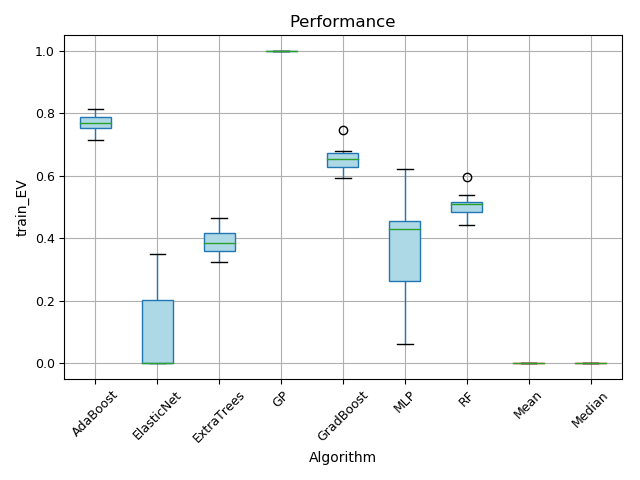 Performance
1.0
0.8
0.6
0.4
0.2
0.0
train_EV
AdaBoost
ElasticNet
ExtraTrees
GP
GradBoost
MLP
RF
Mean
Median
Algorithm